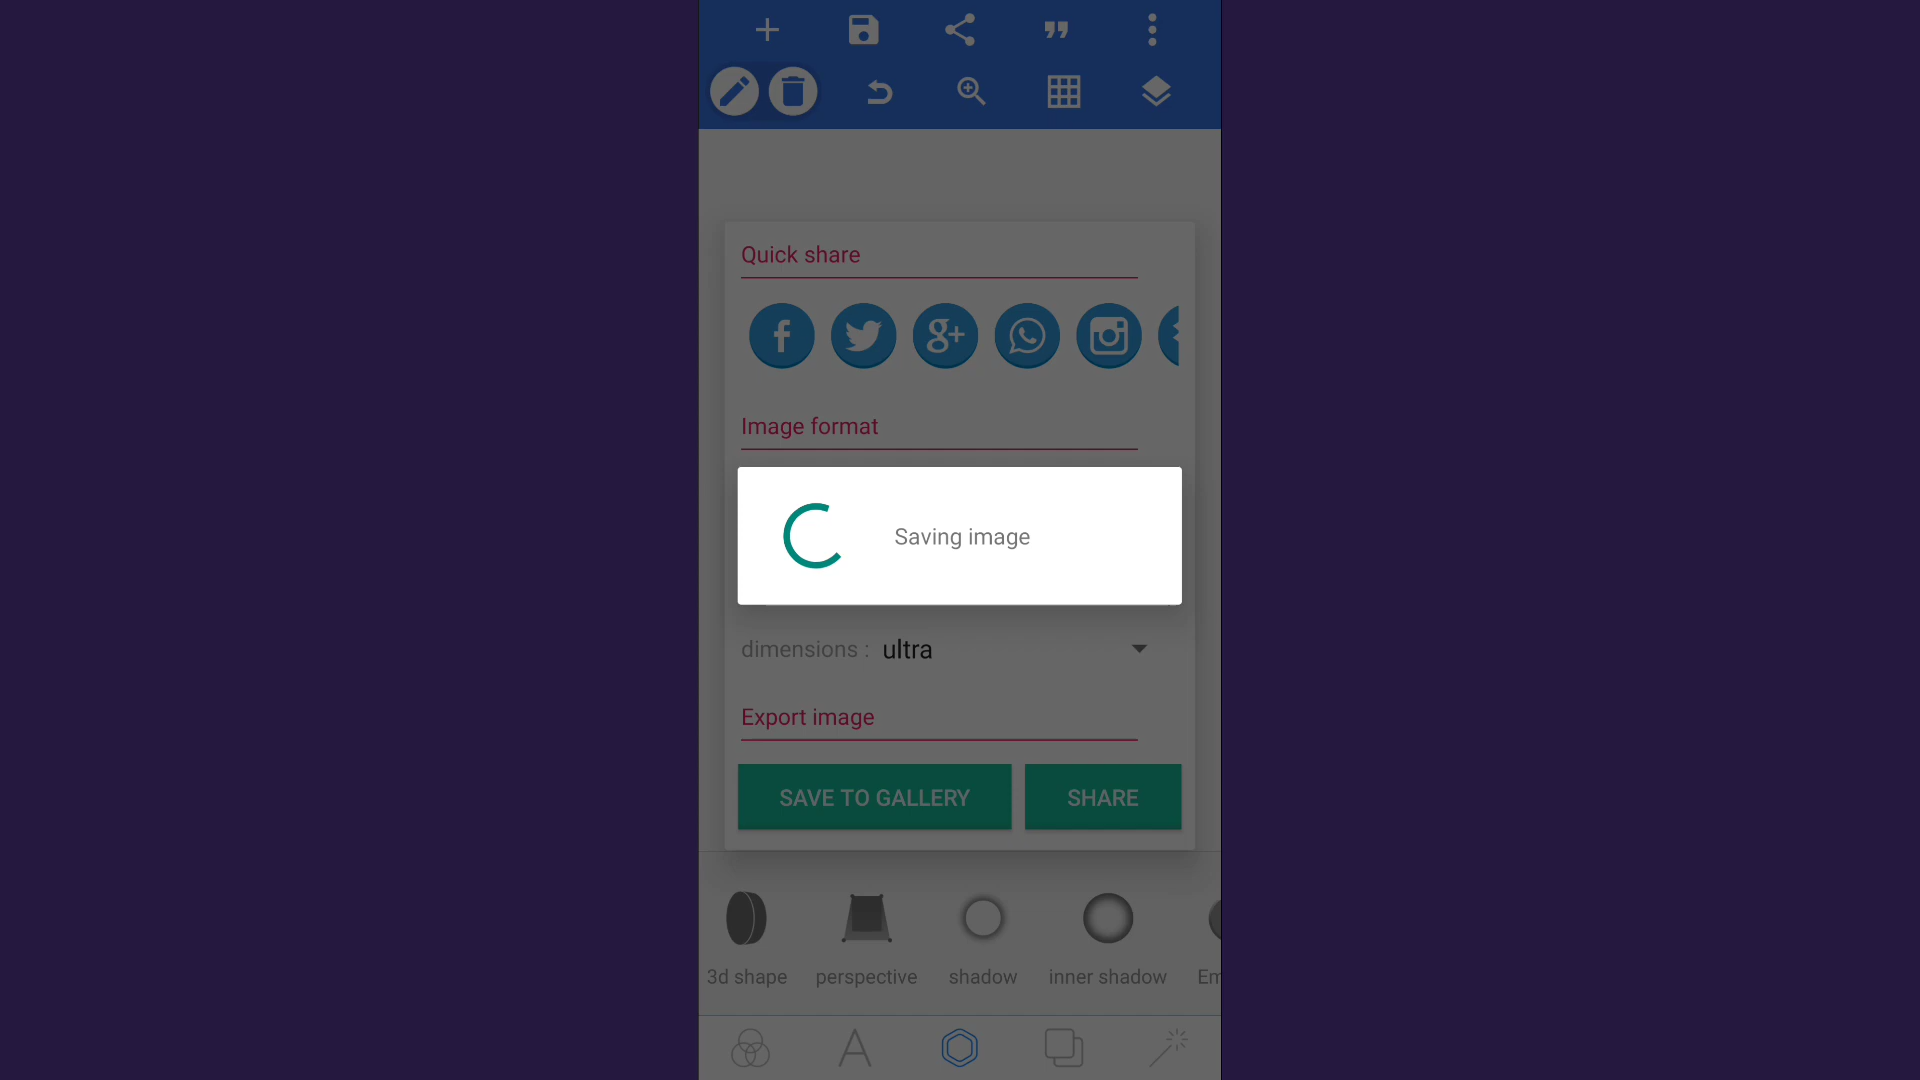 Quick share
Image format
Saving image
dimensions : ultra
Export image
SAVE TO GALLERY SHARE
3d shape perspective shadow inner shadow Em